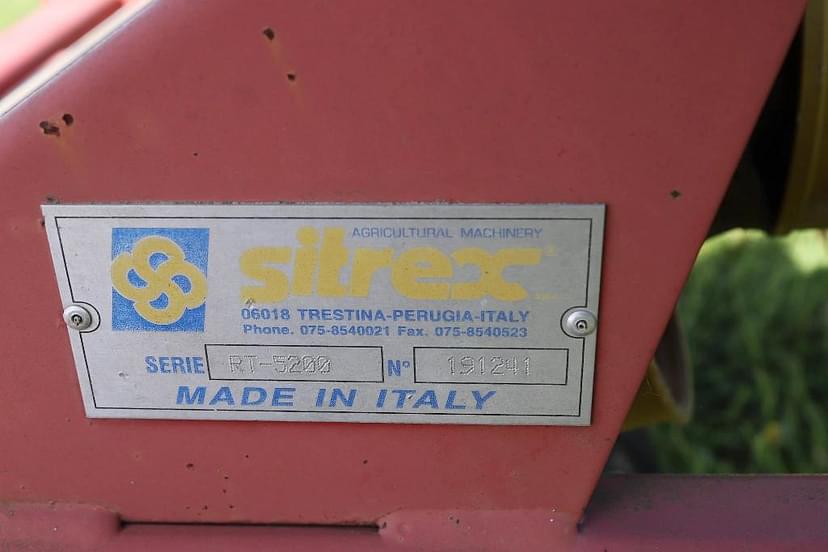 AGRICULTURAL MACHINERY
sitrex®
06018 TRESTINA-PERUGIA-ITALY
Phone. 075-8540021 Fax. 075-8540523
SERIE RT-5200 N° 191241
MADE IN ITALY